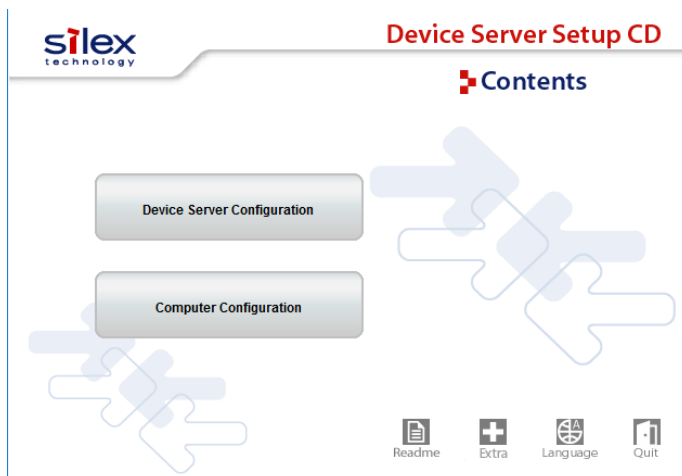 silex
technology
Device Server Setup CD
Contents
Device Server Configuration
Computer Configuration
A
Readme
Extra
Language
Quit